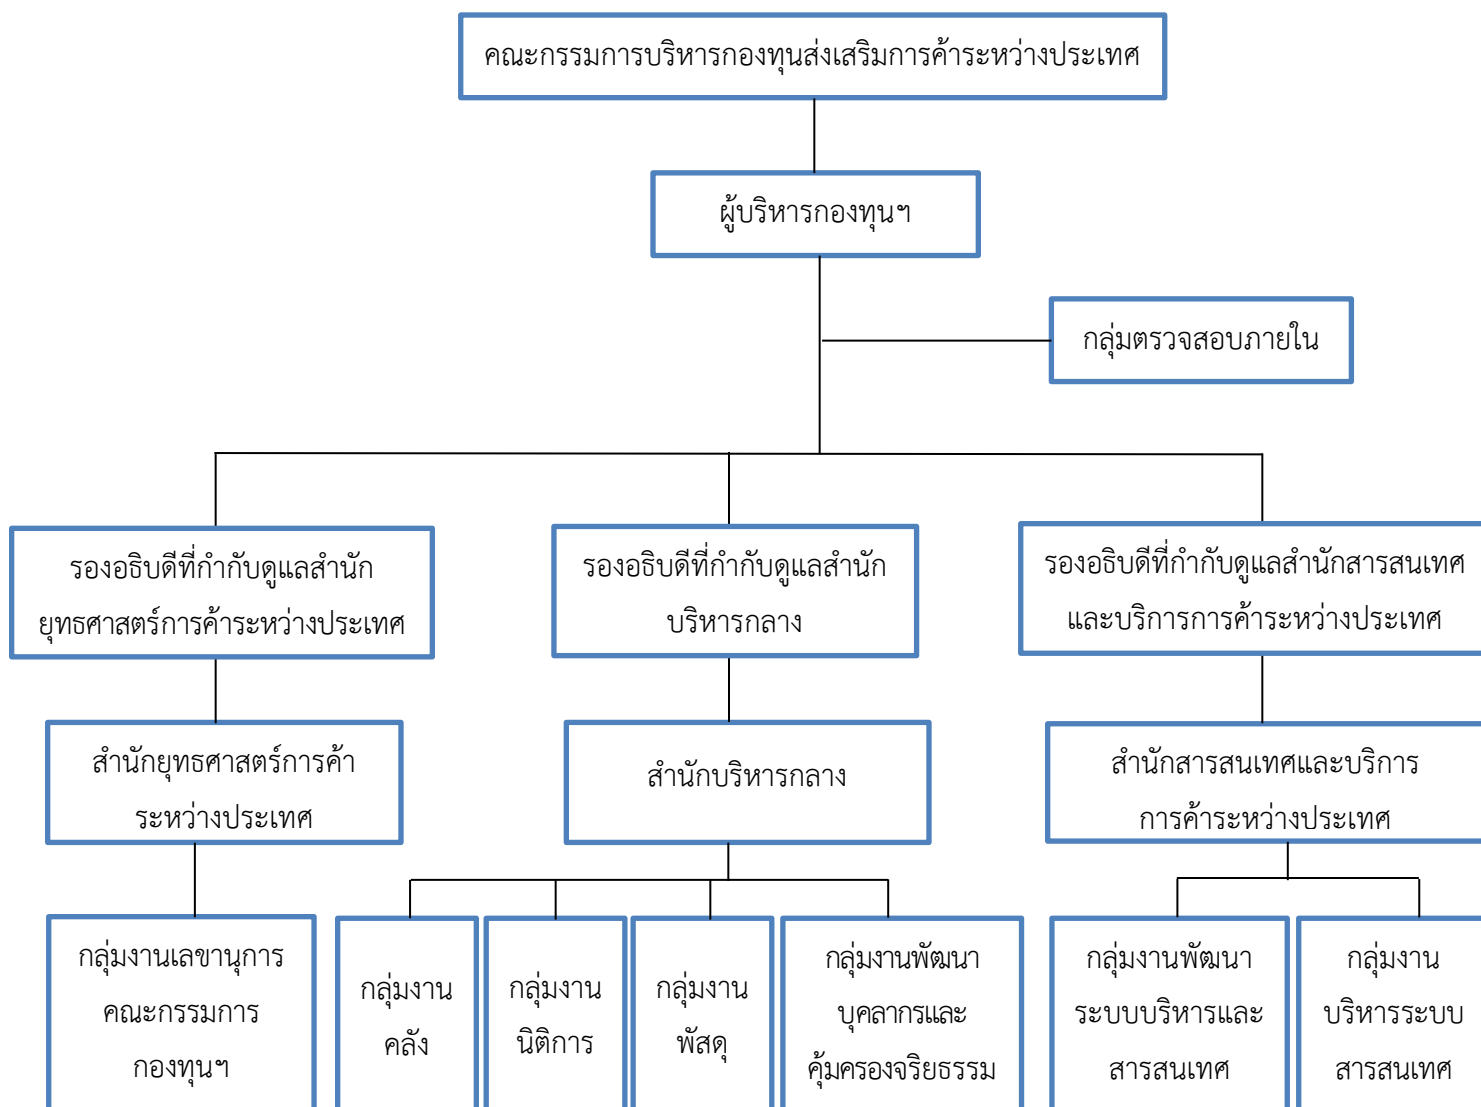 คณะกรรมการบริหารกองทุนส่งเสริมการค้าระหว่างประเทศ
ผู้บริหารกองทุนฯ
กลุ่มตรวจสอบภายใน
รองอธิบดีที่กำกับดูแลสำนัก
ยุทธศาสตร์การค้าระหว่างประเทศ
รองอธิบดีที่กำกับดูแลสำนัก
บริหารกลาง
รองอธิบดีที่กำกับดูแลสำนักสารสนเทศ
และบริการการค้าระหว่างประเทศ
สำนักยุทธศาสตร์การค้า
ระหว่างประเทศ
สำนักบริหารกลาง
สำนักสารสนเทศและบริการ
การค้าระหว่างประเทศ
กลุ่มงานเลขานุการ
คณะกรรมการ
กองทุนฯ
กลุ่มงาน
คลัง
กลุ่มงาน
นิติการ
กลุ่มงาน
พัสดุ
กลุ่มงานพัฒนา
บุคลากรและ
คุ้มครองจริยธรรม
กลุ่มงานพัฒนา
ระบบบริหารและ
สารสนเทศ
กลุ่มงาน
บริหารระบบ
สารสนเทศ